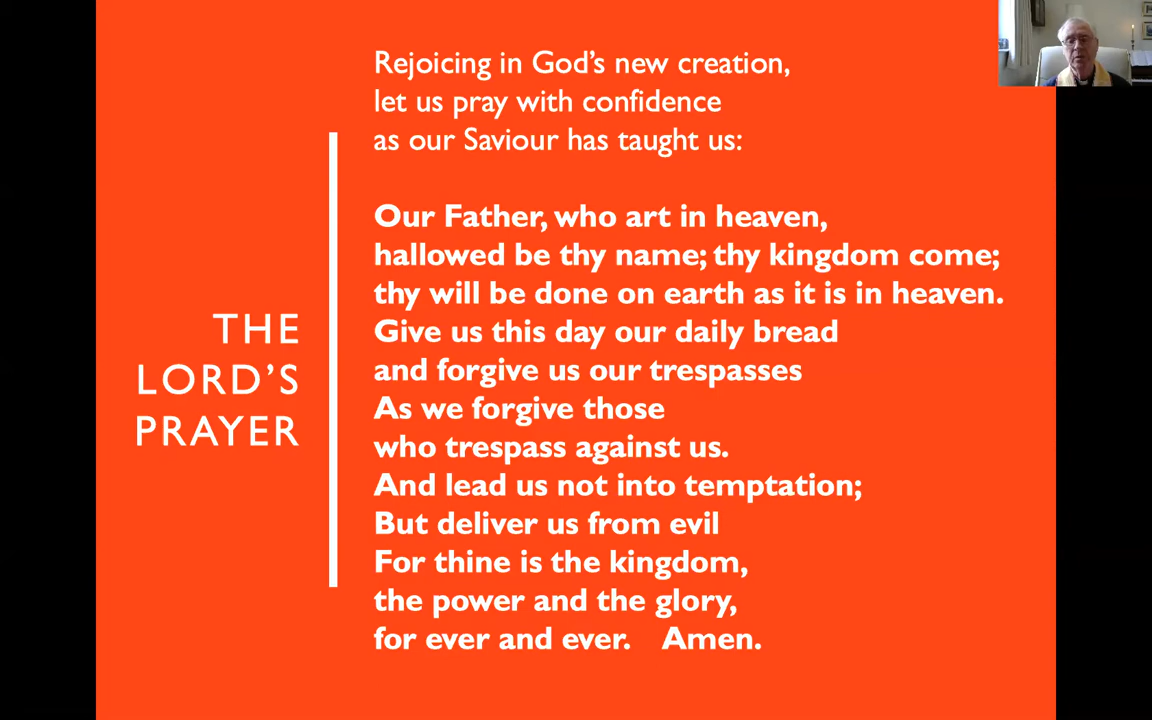 THE
LORD’S
PRAYER
Rejoicing in God’s new creation,
let us pray with confidence
as our Saviour has taught us:
Our Father, who art in heaven,
hallowed be thy name; thy kingdom come;
thy will be done on earth as it is in heaven.
Give us this day our daily bread
and forgive us our trespasses
As we forgive those
who trespass against us.
And lead us not into temptation;
But deliver us from evil
For thine is the kingdom,
the power and the glory,
for ever and ever. Amen.